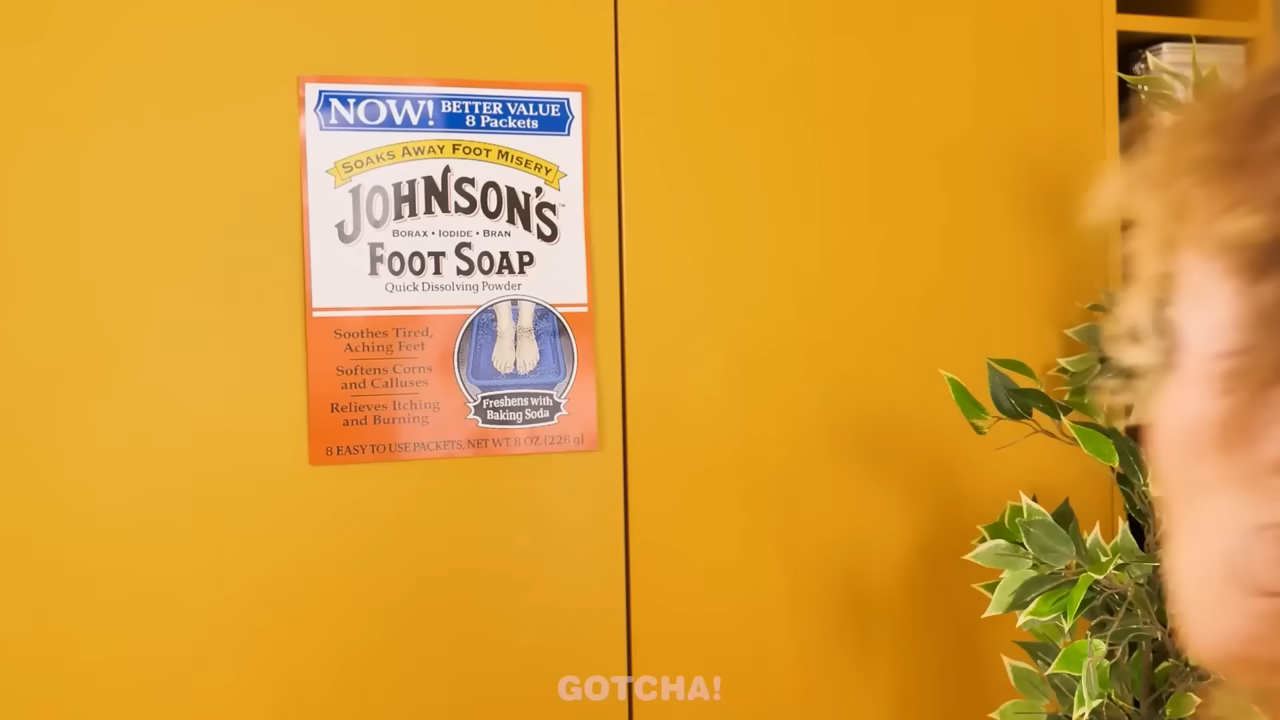 NOW! BETTER VALUE
8 Packets
SOAKS AWAY FOOT MISERY
JOHNSON'S™
BORAX • IODIDE • BRAN
FOOT SOAP
Quick Dissolving Powder
Soothes Tired,
Aching Feet
Softens Corns
and Calluses
Relieves Itching
and Burning
Freshens with
Baking Soda
8 EASY TO USE PACKETS, NET WT. 8 OZ. (226 g)
GOTCHA!